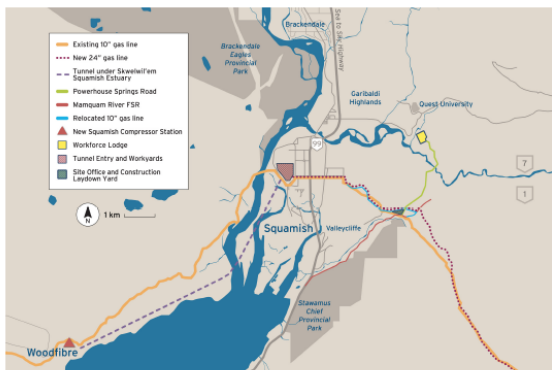 Brackendale
Sea to Sky Highway
Brackendale
Eagles
Provincial
Park
Existing 10" gas line
New 24" gas line
Tunnel under Skwelwil'em
Squamish Estuary
Powerhouse Springs Road
Mamquam River FSR
Relocated 10" gas line
New Squamish Compressor Station
Workforce Lodge
Tunnel Entry and Workyards
Site Office and Construction
Laydown Yard
N
1 km
Garibaldi
Highlands
Quest University
99
7
1
Squamish
Valleycliffe
Stawamus
Chief
Provincial
Park
Woodfibre